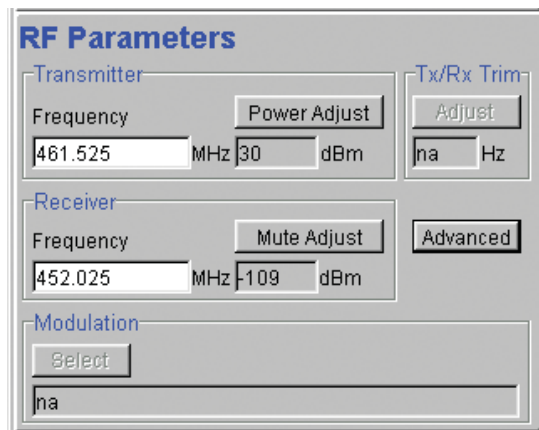 RF Parameters
Transmitter
Frequency
Power Adjust
461.525 MHz 30 dBm
Tx/Rx Trim
Adjust
na Hz
Receiver
Frequency
Mute Adjust
452.025 MHz -109 dBm
Advanced
Modulation
Select
na